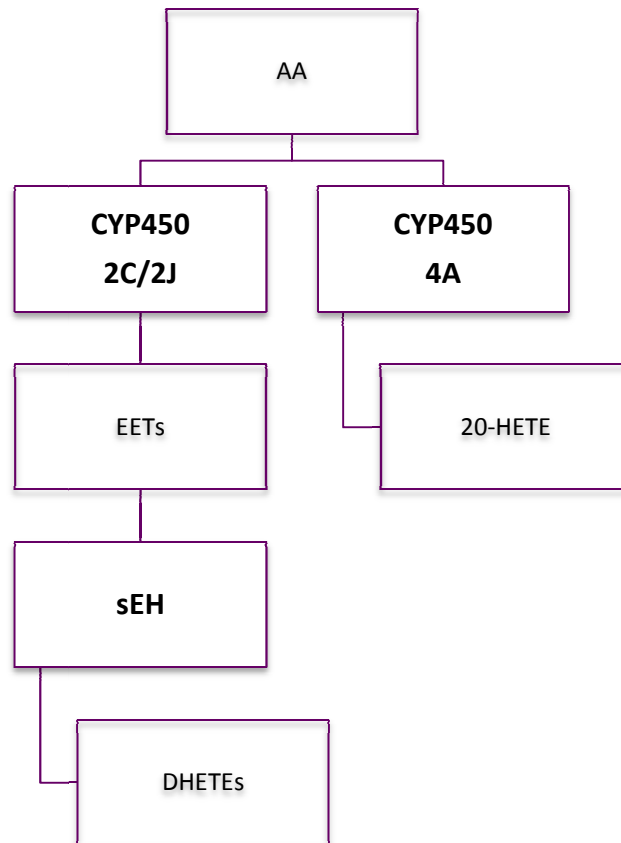 AA
CYP450
2C/2J
CYP450
4A
EETs
20-HETE
sEH
DHETEs